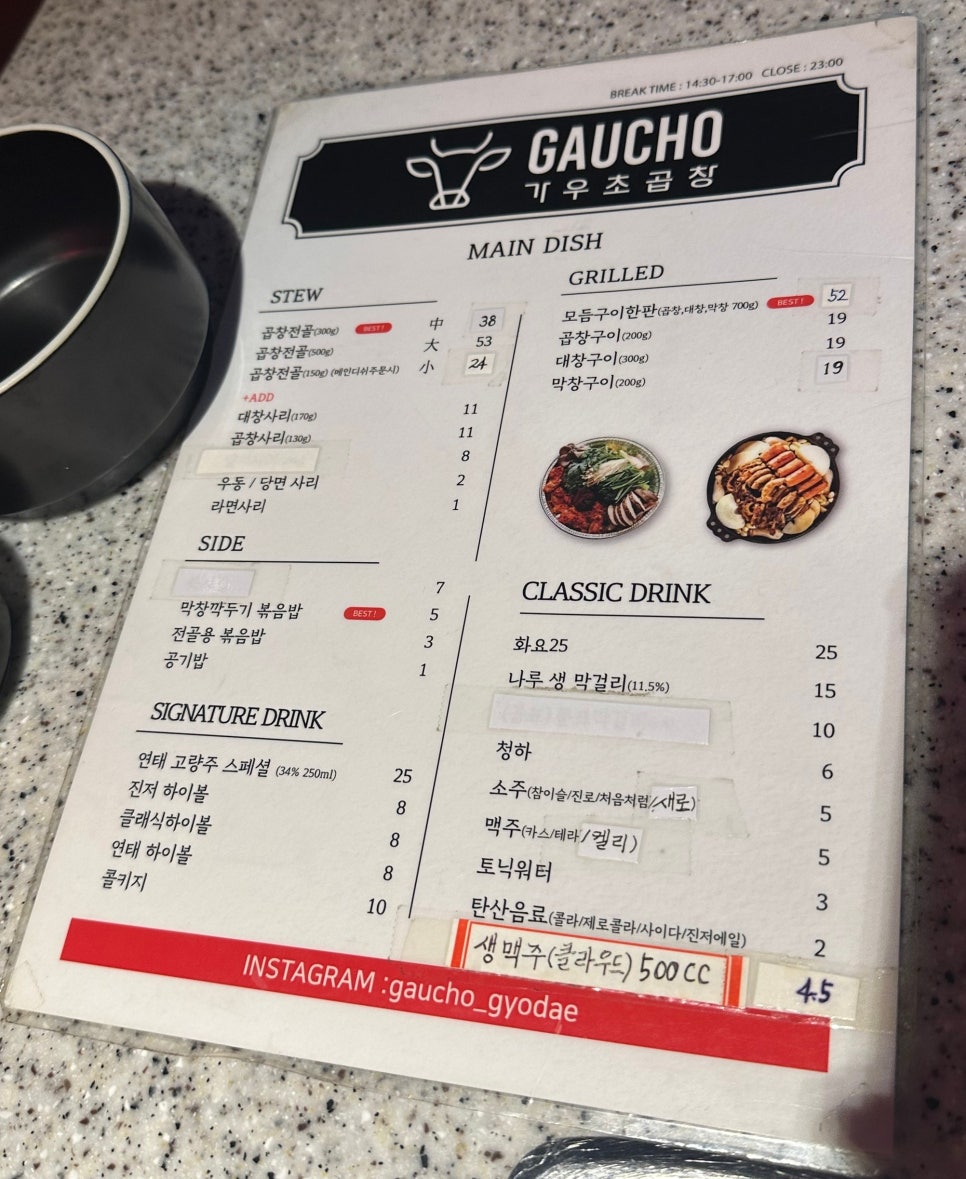 BREAK TIME : 14:30-17:00 CLOSE : 23:00
GAUCHO
가우초곱창
MAIN DISH
STEW
곱창전골(300g) BEST! 中 38
곱창전골(500g) 大 53
곱창전골(150g) (메인디쉬주문시) 小 24
+ADD
대창사리(170g) 11
곱창사리(130g) 11
8
우동 / 당면 사리 2
라면사리 1
GRILLED
모듬구이한판(곱창,대창,막창 700g) BEST! 52
곱창구이(200g) 19
대창구이(300g) 19
막창구이(200g) 19
SIDE
7
막창깍두기 볶음밥 BEST! 5
전골용 볶음밥 3
공기밥 1
SIGNATURE DRINK
연태 고량주 스페셜 (34% 250ml) 25
진저 하이볼 8
클래식하이볼 8
연태 하이볼 8
콜키지 10
CLASSIC DRINK
화요25 25
나루 생 막걸리(11.5%) 15
10
청하 6
소주(참이슬/진로/처음처럼/새로) 5
맥주(카스/테라/켈리) 5
토닉워터 3
탄산음료(콜라/제로콜라/사이다/진저에일) 2
생맥주(클라우드) 500CC 4.5
INSTAGRAM :gaucho_gyodae